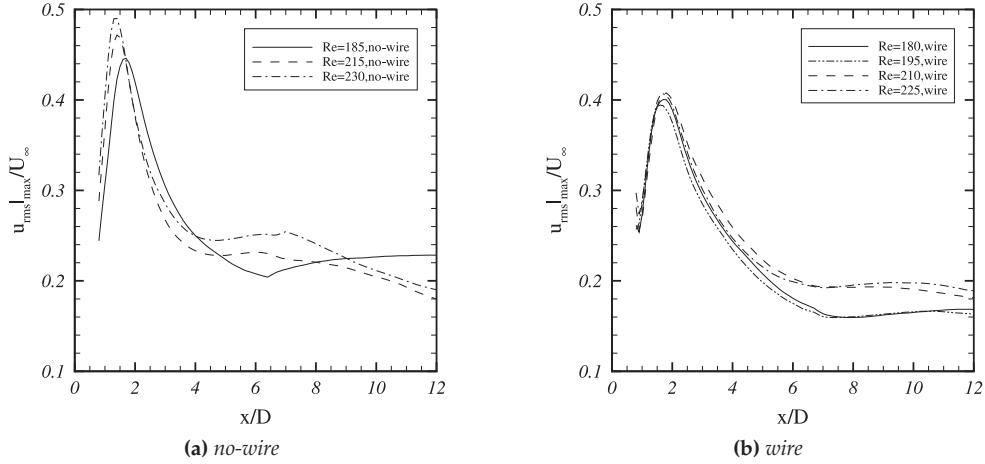 0.5
0.4
0.3
0.2
0.1
u_rms|_max/U_∞
Re=185,no-wire
Re=215,no-wire
Re=230,no-wire
0 2 4 6 8 10 12
x/D
(a) no-wire
0.5
0.4
0.3
0.2
0.1
u_rms|_max/U_∞
Re=180,wire
Re=195,wire
Re=210,wire
Re=225,wire
0 2 4 6 8 10 12
x/D
(b) wire